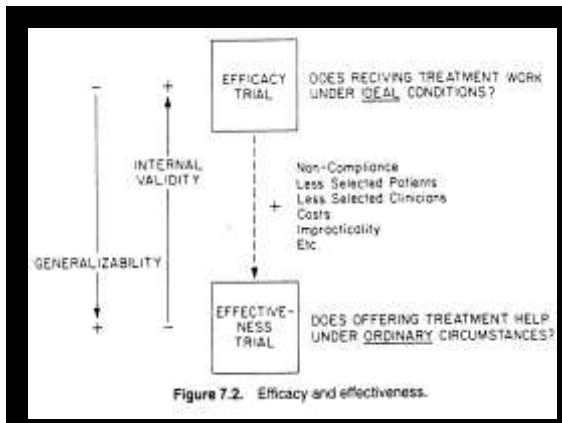 EFFICACY
TRIAL
DOES RECIVING TREATMENT WORK
UNDER IDEAL CONDITIONS?
−
+
INTERNAL
VALIDITY
+
Non-Compliance
Less Selected Patients
Less Selected Clinicians
Costs
Impracticality
Etc
GENERALIZABILITY
+
−
EFFECTIVE-
NESS
TRIAL
DOES OFFERING TREATMENT HELP
UNDER ORDINARY CIRCUMSTANCES?
Figure 7.2. Efficacy and effectiveness.